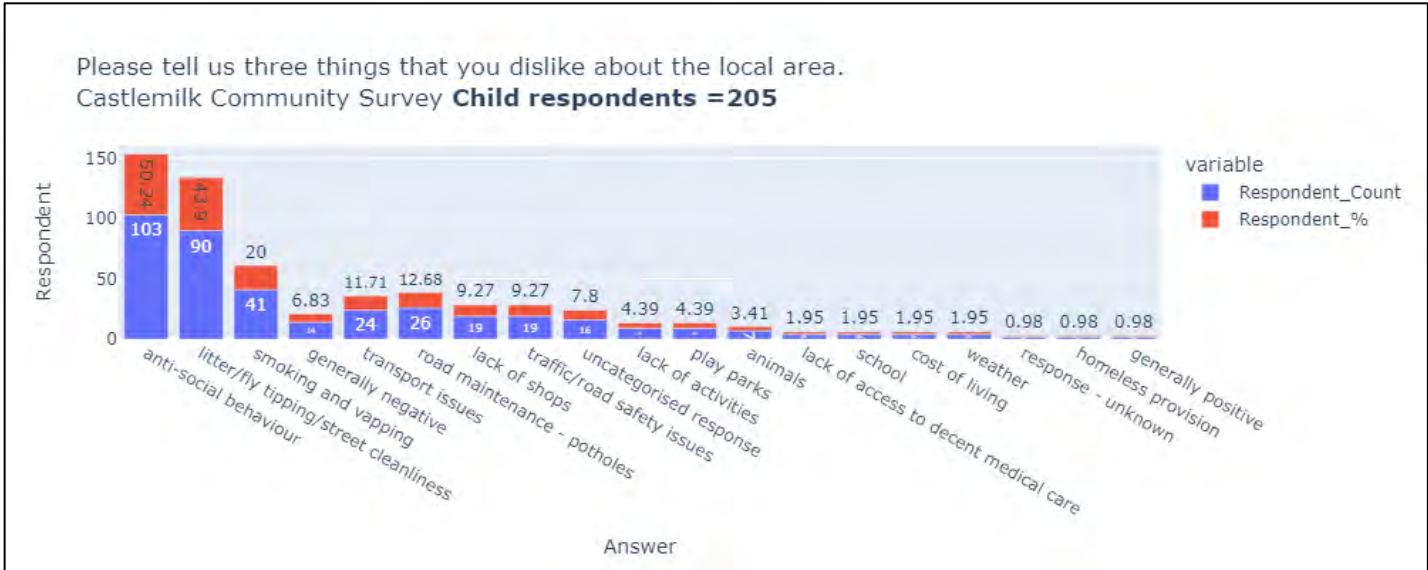 Please tell us three things that you dislike about the local area.
Castlemilk Community Survey Child respondents =205
150
100
50
0
Respondent
50.24
43.9
20
6.83
11.71
12.68
9.27
9.27
7.8
4.39
4.39
3.41
1.95
1.95
1.95
1.95
0.98
0.98
0.98
103
90
41
14
24
26
19
19
16
anti-social behaviour
litter/fly tipping/street cleanliness
smoking and vapping
generally negative
transport issues
road maintenance - potholes
lack of shops
traffic/road safety issues
uncategorised response
lack of activities
play parks
animals
lack of access to decent medical care
school
cost of living
weather
response - unknown
homeless provision
generally positive
Answer
variable
Respondent_Count
Respondent_%